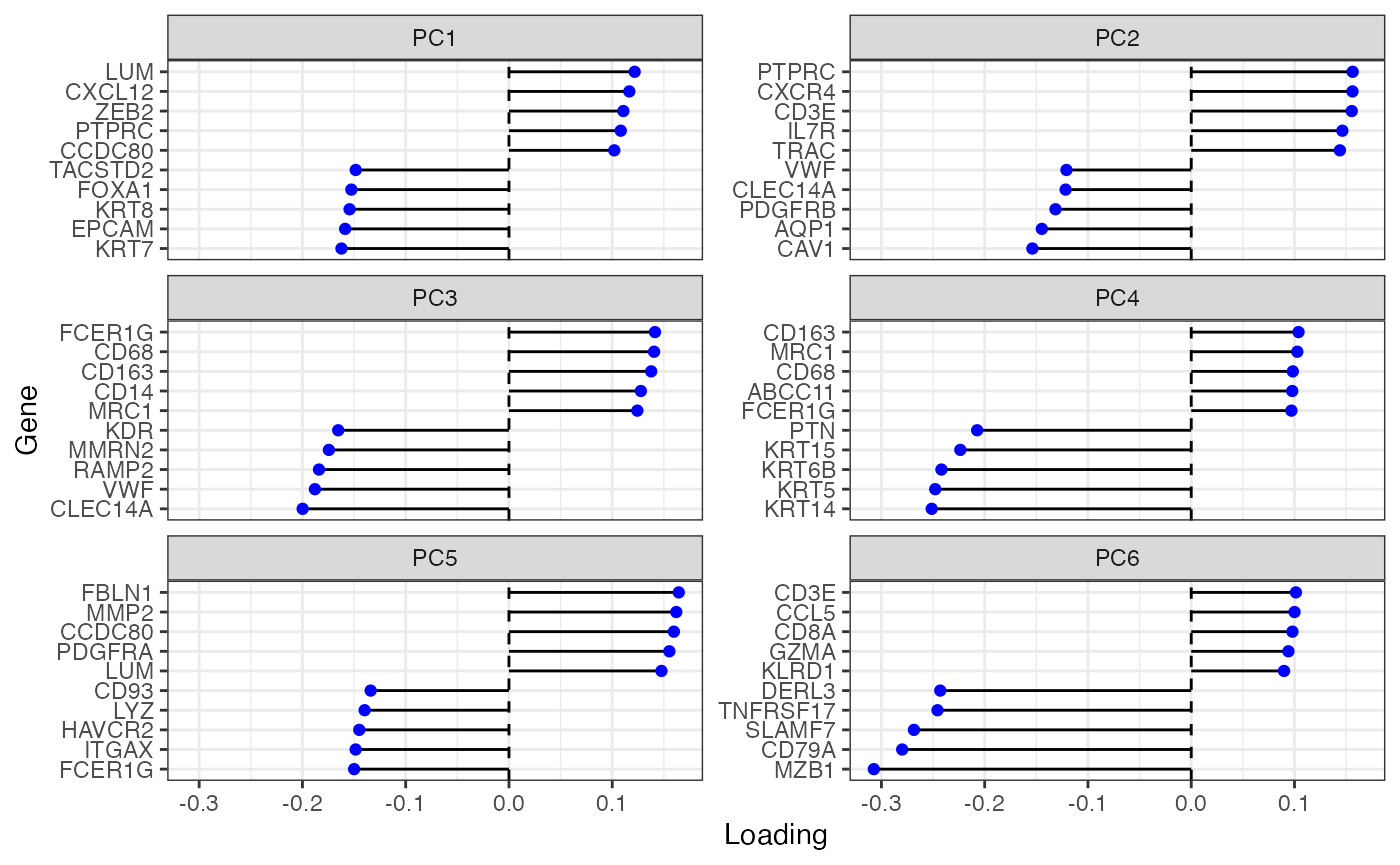 PC1
LUM
CXCL12
ZEB2
PTPRC
CCDC80
TACSTD2
FOXA1
KRT8
EPCAM
KRT7
PC2
PTPRC
CXCR4
CD3E
IL7R
TRAC
VWF
CLEC14A
PDGFRB
AQP1
CAV1
PC3
FCER1G
CD68
CD163
CD14
MRC1
KDR
MMRN2
RAMP2
VWF
CLEC14A
PC4
CD163
MRC1
CD68
ABCC11
FCER1G
PTN
KRT15
KRT6B
KRT5
KRT14
PC5
FBLN1
MMP2
CCDC80
PDGFRA
LUM
CD93
LYZ
HAVCR2
ITGAX
FCER1G
-0.3 -0.2 -0.1 0.0 0.1
PC6
CD3E
CCL5
CD8A
GZMA
KLRD1
DERL3
TNFRSF17
SLAMF7
CD79A
MZB1
-0.3 -0.2 -0.1 0.0 0.1
Loading
Gene